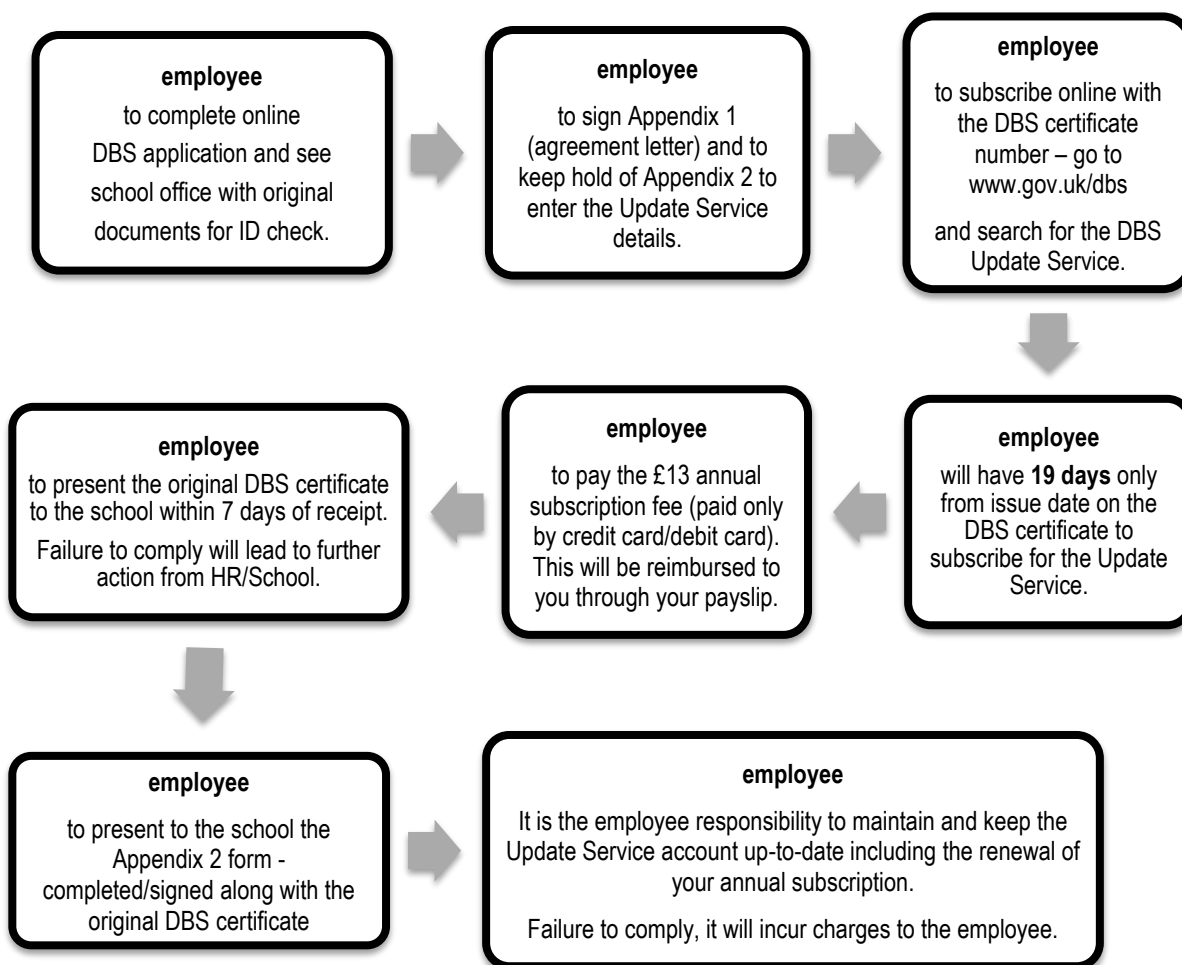 employee
to complete online
DBS application and see
school office with original
documents for ID check.
employee
to sign Appendix 1
(agreement letter) and to
keep hold of Appendix 2 to
enter the Update Service
details.
employee
to subscribe online with
the DBS certificate
number – go to
www.gov.uk/dbs
and search for the DBS
Update Service.
employee
will have 19 days only
from issue date on the
DBS certificate to
subscribe for the Update
Service.
employee
to pay the £13 annual
subscription fee (paid only
by credit card/debit card).
This will be reimbursed to
you through your payslip.
employee
to present the original DBS certificate
to the school within 7 days of receipt.
Failure to comply will lead to further
action from HR/School.
employee
to present to the school the
Appendix 2 form -
completed/signed along with the
original DBS certificate
employee
It is the employee responsibility to maintain and keep the
Update Service account up-to-date including the renewal of
your annual subscription.
Failure to comply, it will incur charges to the employee.